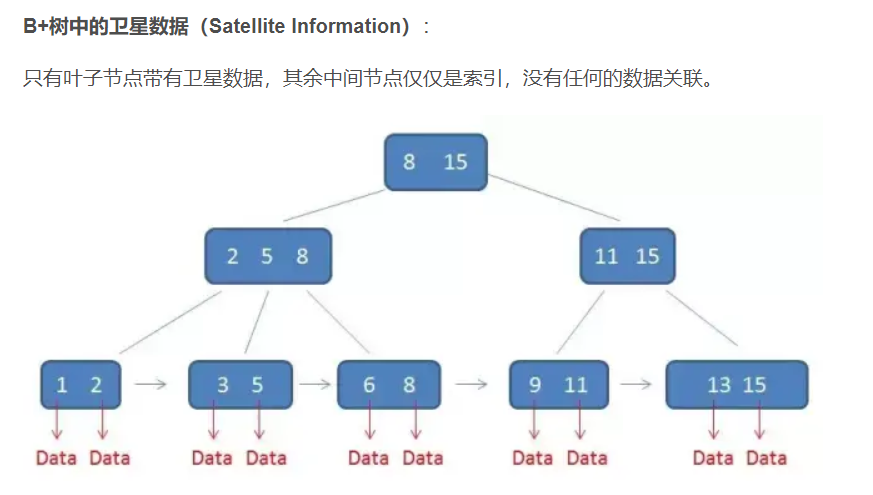 B+树中的卫星数据（Satellite Information）：
只有叶子节点带有卫星数据，其余中间节点仅仅是索引，没有任何的数据关联。
8 15
2 5 8
11 15
1 2
3 5
6 8
9 11
13 15
Data Data
Data Data
Data Data
Data Data
Data Data